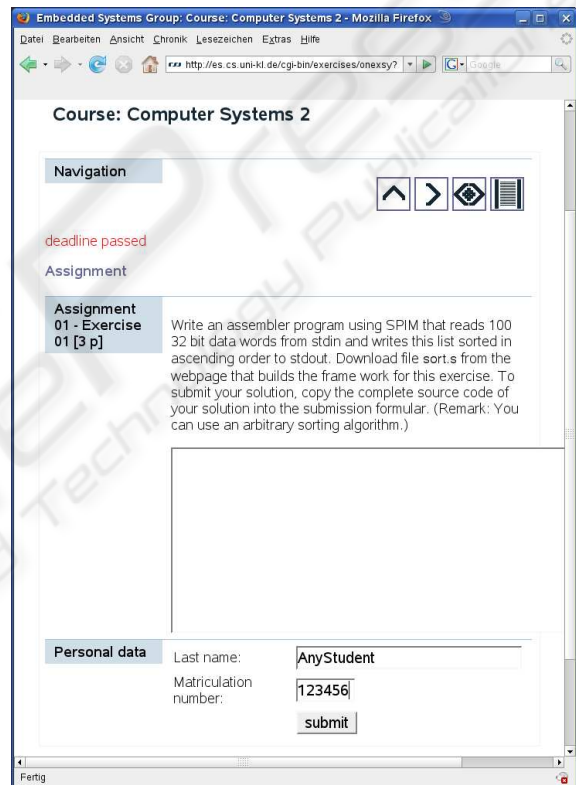 Embedded Systems Group: Course: Computer Systems 2 - Mozilla Firefox
Datei Bearbeiten Ansicht Chronik Lesezeichen Extras Hilfe
http://es.cs.uni-kl.de/cgi-bin/exercises/onexsy? G Google
Course: Computer Systems 2
Navigation
deadline passed
Assignment
Assignment
01 - Exercise
01 [3 p]
Write an assembler program using SPIM that reads 100
32 bit data words from stdin and writes this list sorted in
ascending order to stdout. Download file sort.s from the
webpage that builds the frame work for this exercise. To
submit your solution, copy the complete source code of
your solution into the submission formular. (Remark: You
can use an arbitrary sorting algorithm.)
Personal data
Last name: AnyStudent
Matriculation
number: 123456
submit
Fertig